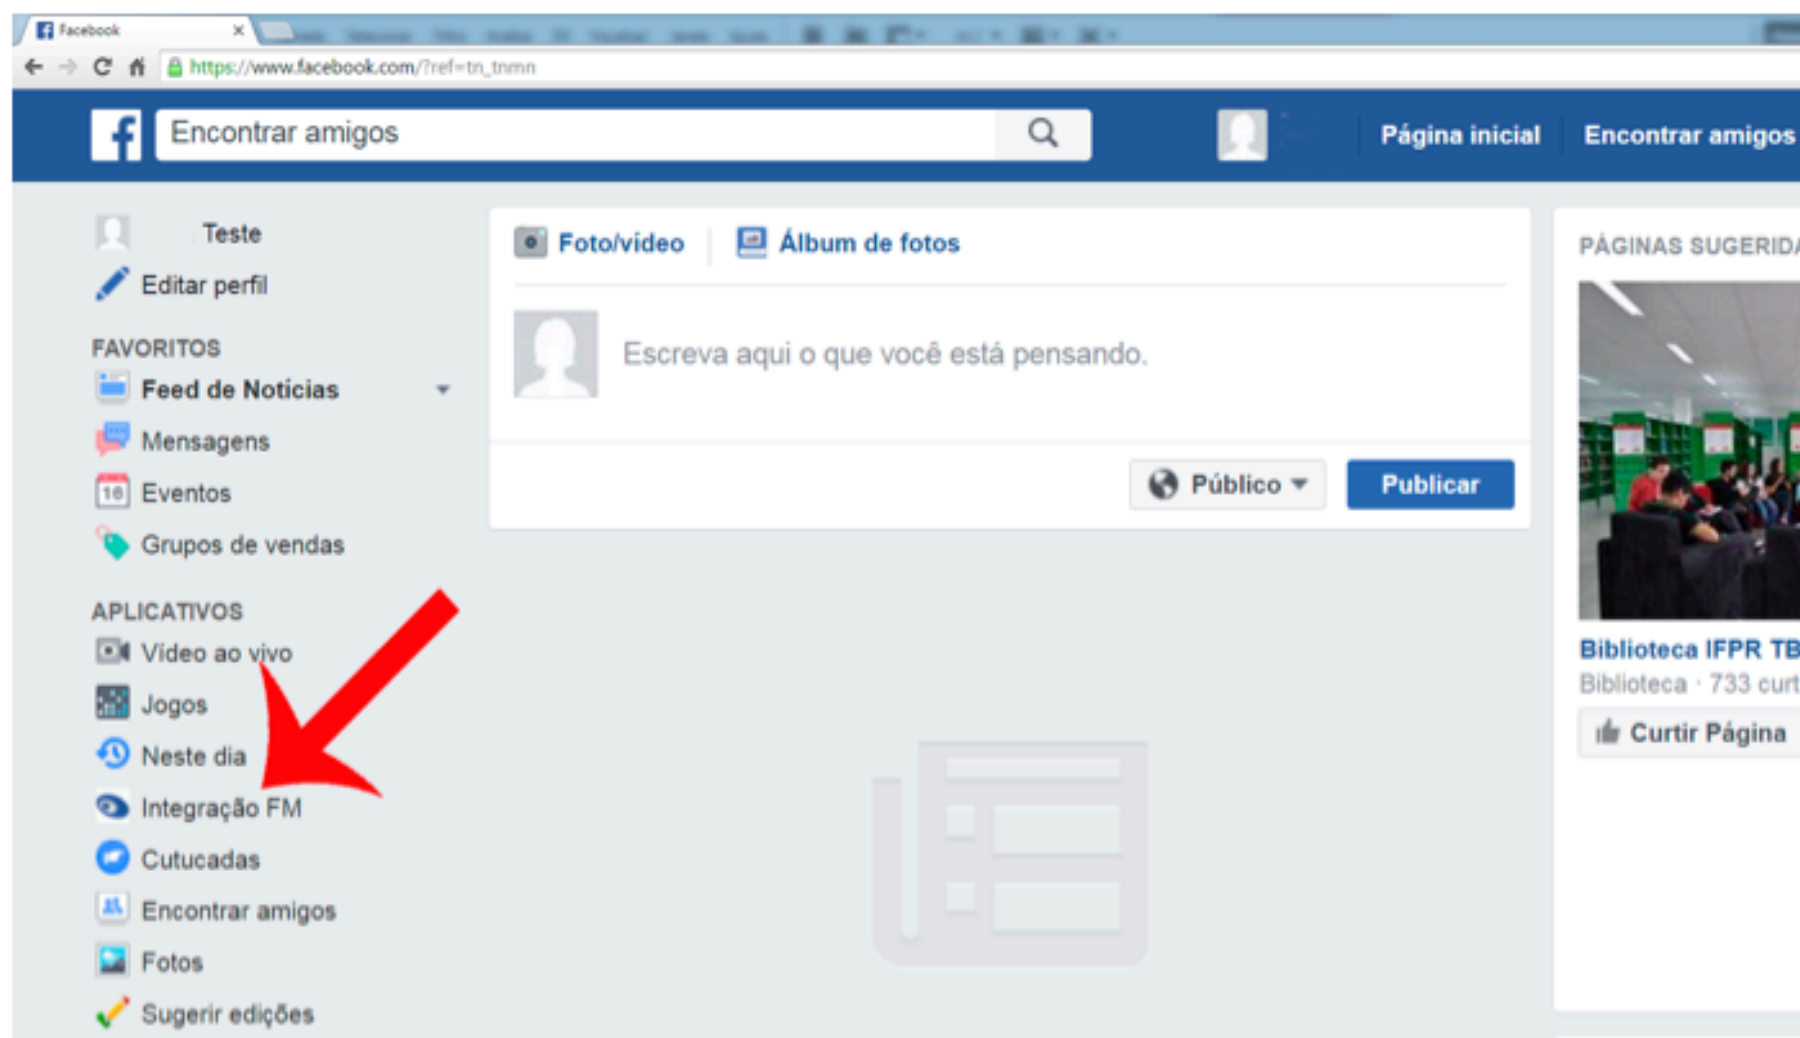 Facebook
https://www.facebook.com/?ref=tn_tnmn
Encontrar amigos
Página inicial
Encontrar amigos
Teste
Editar perfil
FAVORITOS
Feed de Notícias
Mensagens
16 Eventos
Grupos de vendas
APLICATIVOS
Vídeo ao vivo
Jogos
Neste dia
Integração FM
Cutucadas
Encontrar amigos
Fotos
Sugerir edições
Foto/vídeo
Álbum de fotos
Escreva aqui o que você está pensando.
Público
Publicar
PÁGINAS SUGERIDA
Biblioteca IFPR TB
Biblioteca · 733 curt
Curtir Página